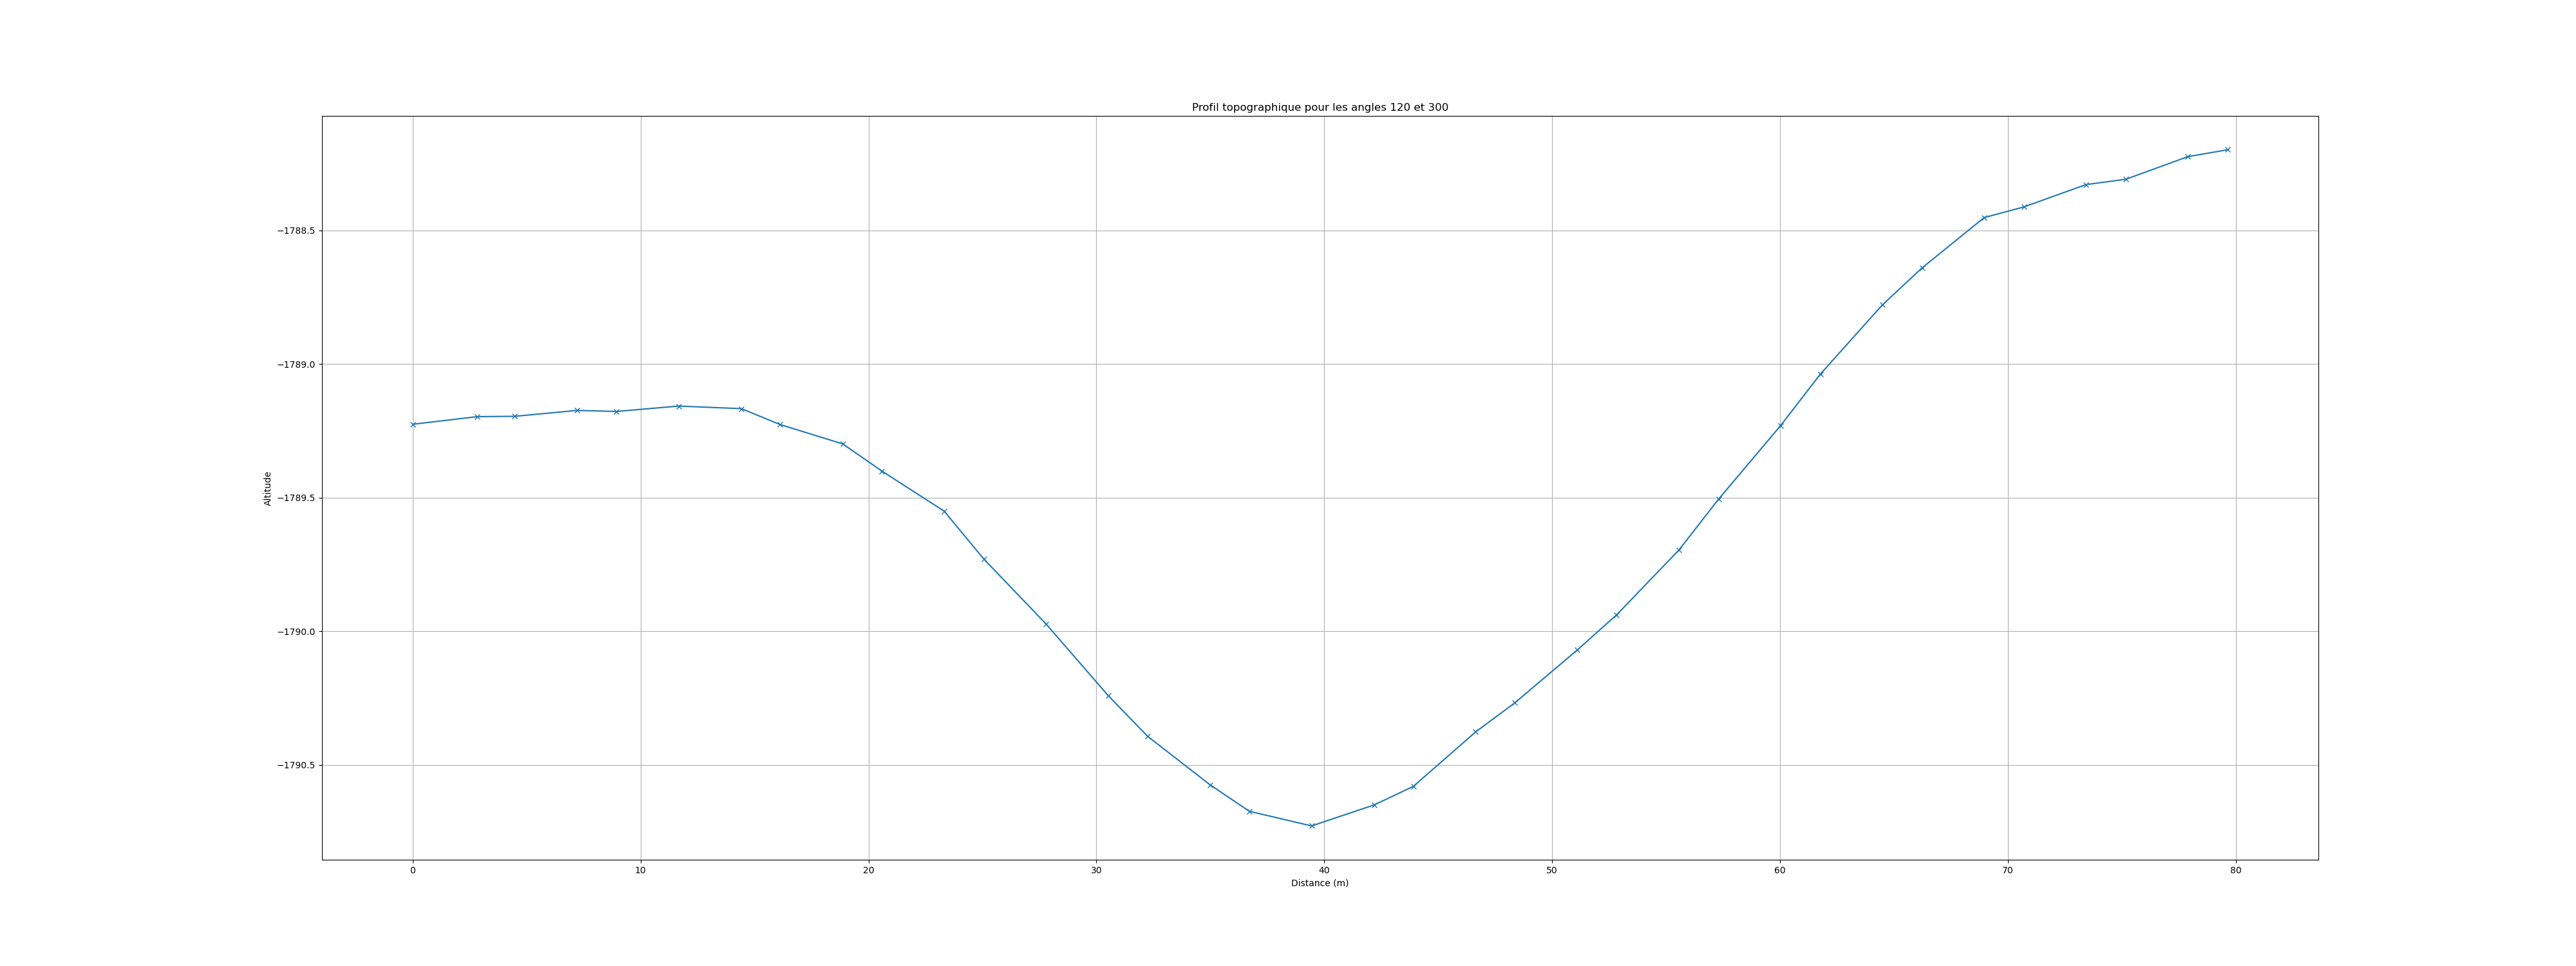 Profil topographique pour les angles 120 et 300
Altitude
−1788.5
−1789.0
−1789.5
−1790.0
−1790.5
0 10 20 30 40 50 60 70 80
Distance (m)